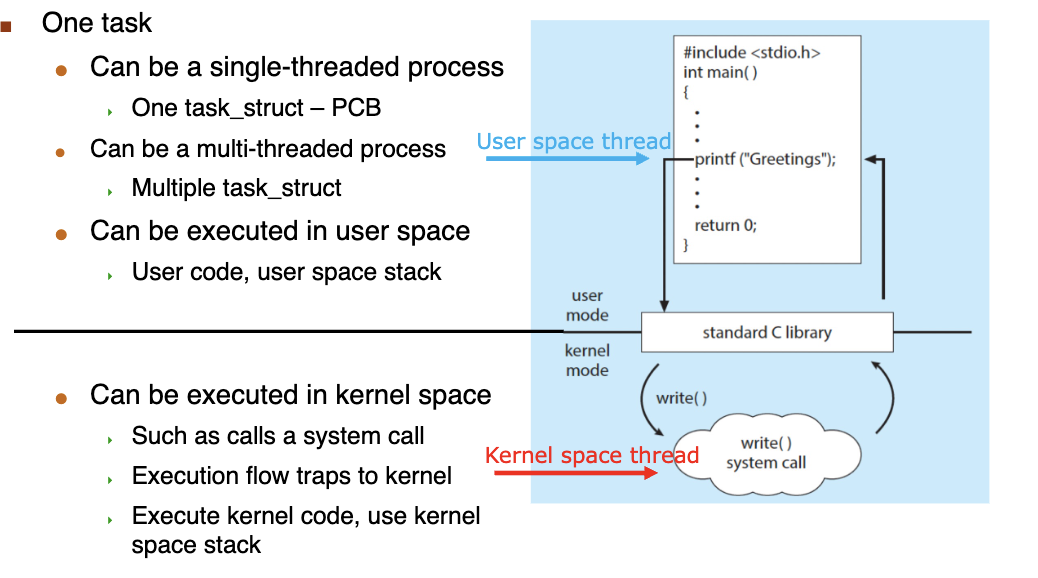 One task
Can be a single-threaded process
One task_struct – PCB
Can be a multi-threaded process
Multiple task_struct
Can be executed in user space
User code, user space stack
Can be executed in kernel space
Such as calls a system call
Execution flow traps to kernel
Execute kernel code, use kernel
space stack
User space thread
#include <stdio.h>
int main( )
{
printf ("Greetings");
return 0;
}
user
mode
standard C library
kernel
mode
write( )
Kernel space thread
write( )
system call